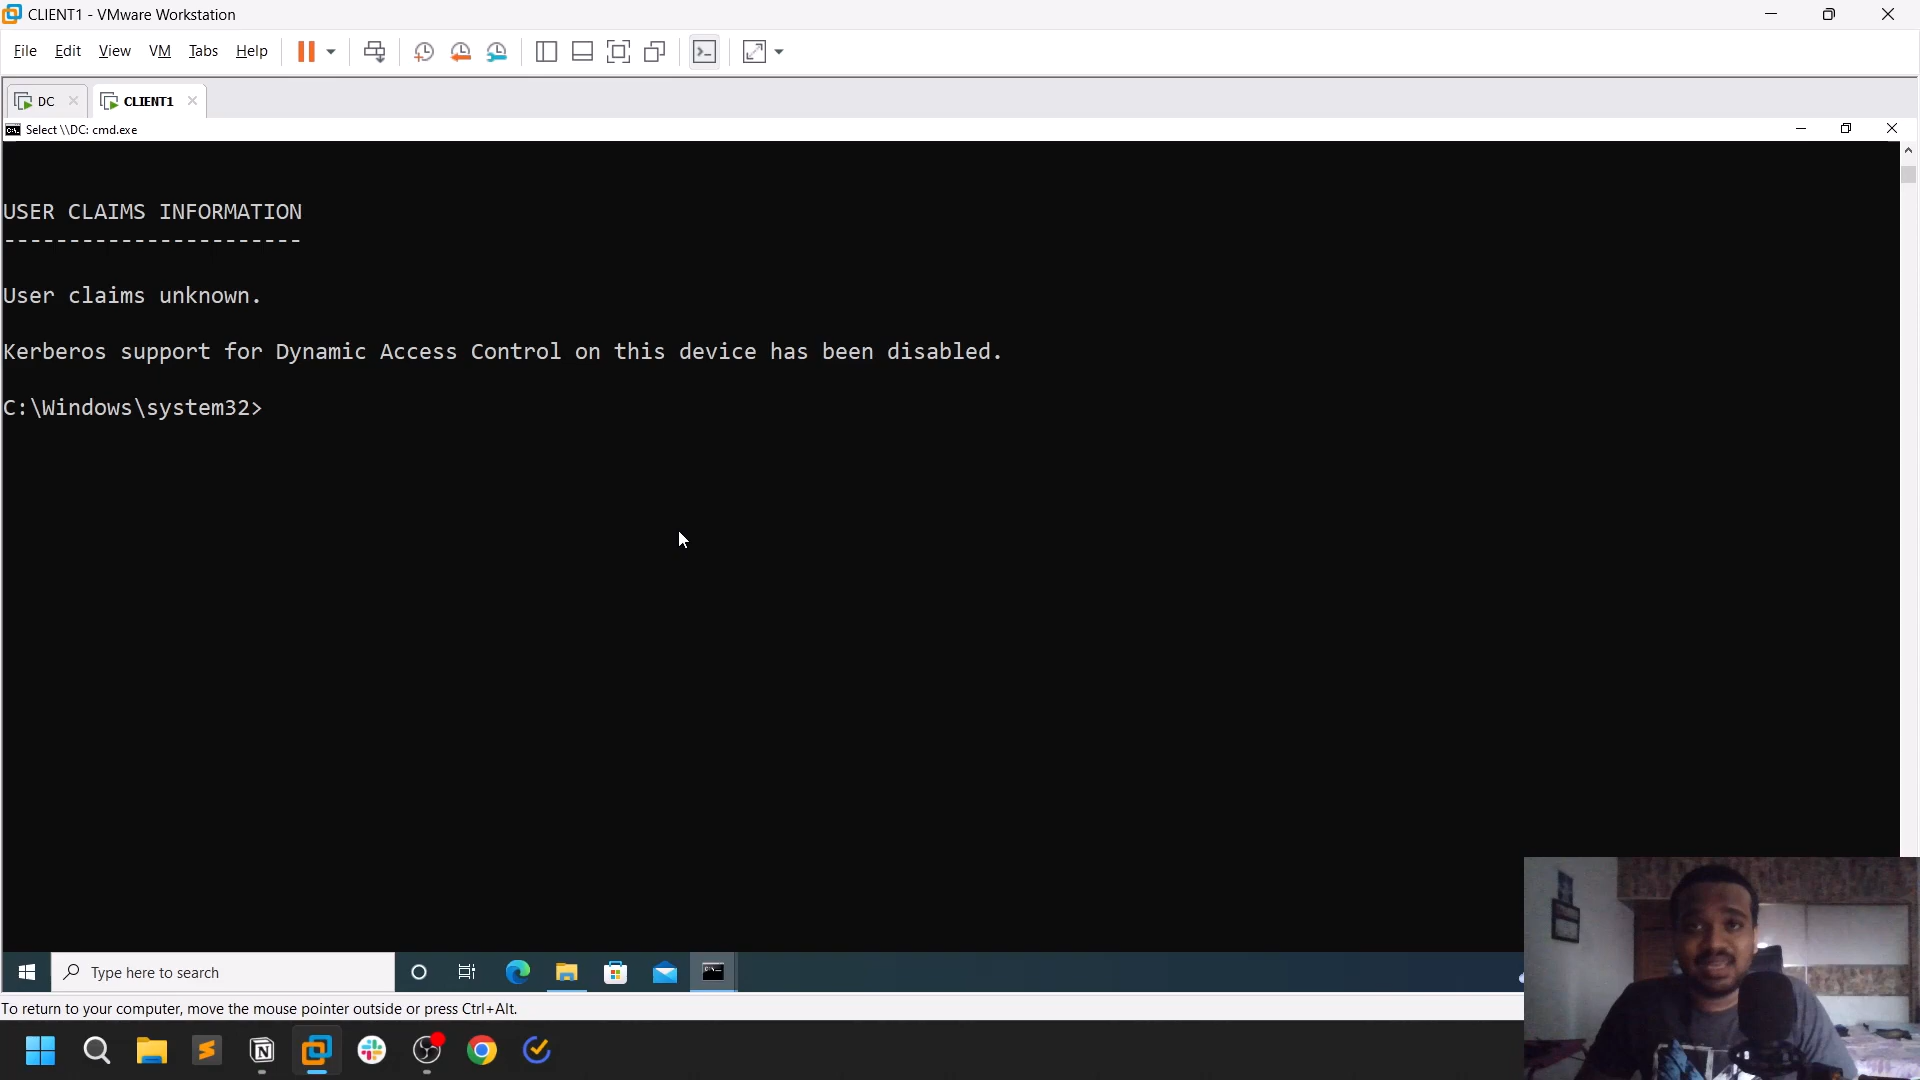 CLIENT1 - VMware Workstation
File Edit View VM Tabs Help
DC CLIENT1
Select \\DC: cmd.exe
USER CLAIMS INFORMATION
-----------------------
User claims unknown.
Kerberos support for Dynamic Access Control on this device has been disabled.
C:\Windows\system32>
Type here to search
To return to your computer, move the mouse pointer outside or press Ctrl+Alt.